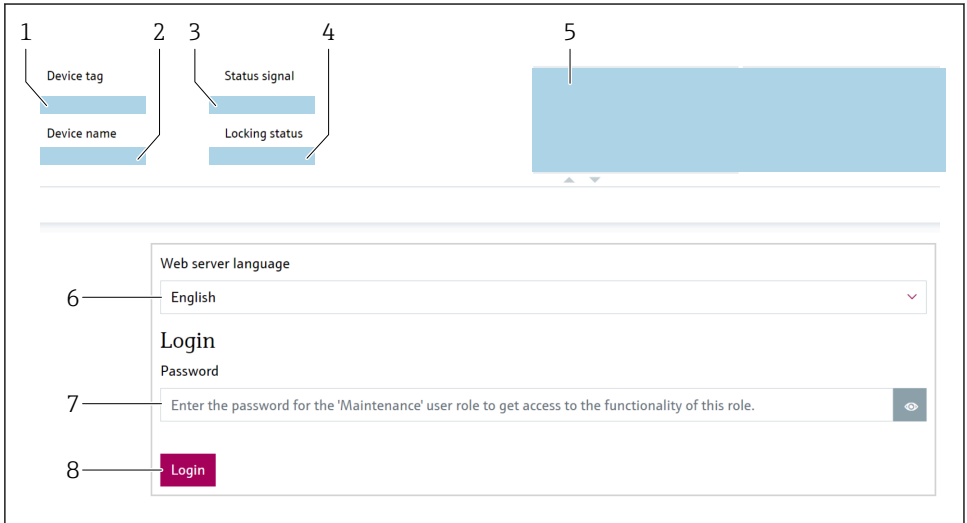 1 2 3 4 5
Device tag Status signal
Device name Locking status
Web server language
6 English
Login
Password
7 Enter the password for the 'Maintenance' user role to get access to the functionality of this role.
8 Login